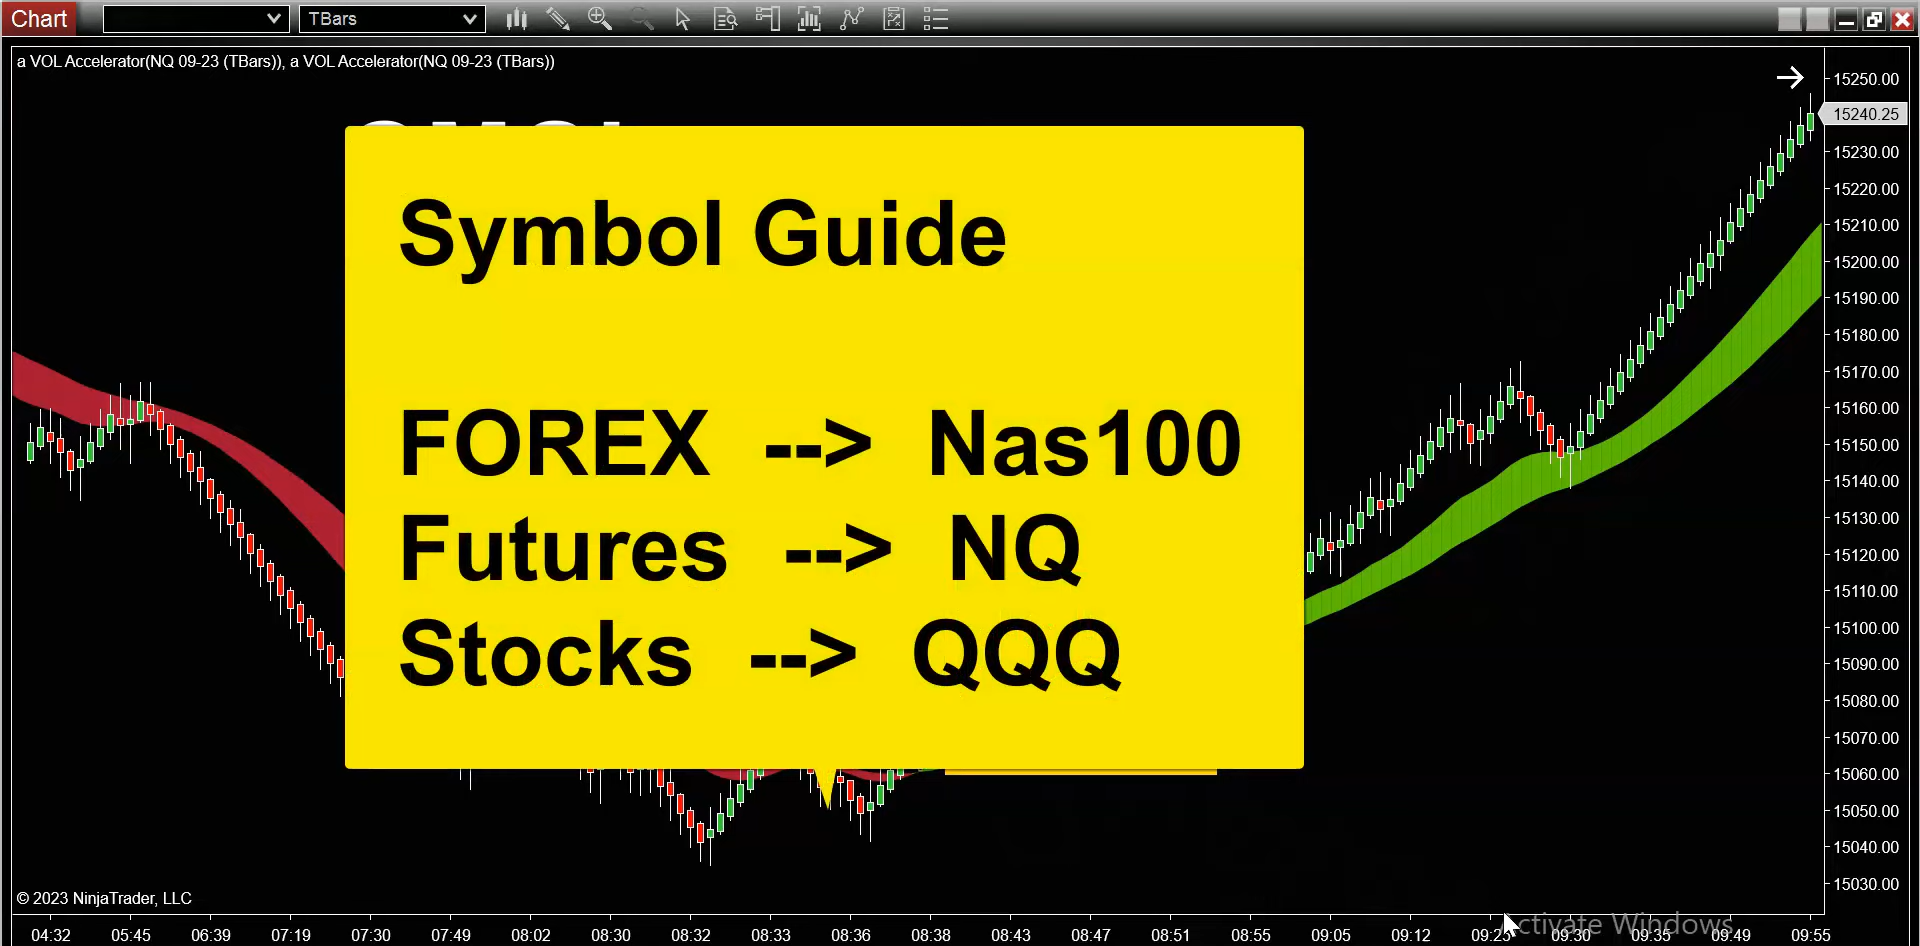 Chart
TBars
a VOL Accelerator(NQ 09-23 (TBars)), a VOL Accelerator(NQ 09-23 (TBars))
Symbol Guide
FOREX --> Nas100
Futures --> NQ
Stocks --> QQQ
15250.00
15240.25
15230.00
15220.00
15210.00
15200.00
15190.00
15180.00
15170.00
15160.00
15150.00
15140.00
15130.00
15120.00
15110.00
15100.00
15090.00
15080.00
15070.00
15060.00
15050.00
15040.00
15030.00
© 2023 NinjaTrader, LLC
Activate Windows
04:32 05:45 06:39 07:19 07:30 07:49 08:02 08:30 08:32 08:33 08:36 08:38 08:43 08:47 08:51 08:55 09:05 09:12 09:25 09:30 09:35 09:49 09:55